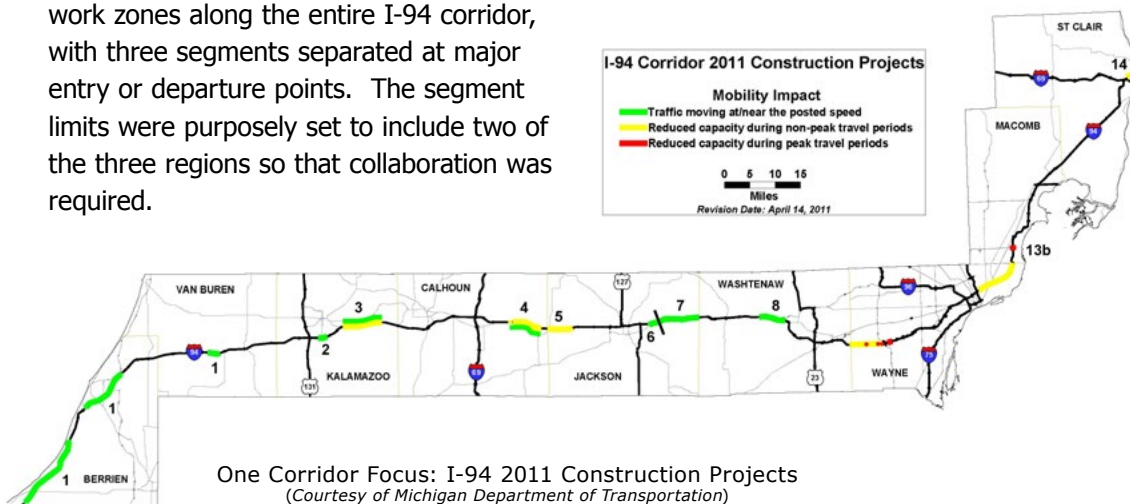 work zones along the entire I-94 corridor,
with three segments separated at major
entry or departure points.  The segment
limits were purposely set to include two of
the three regions so that collaboration was
required.
I-94 Corridor 2011 Construction Projects
Mobility Impact
Traffic moving at/near the posted speed
Reduced capacity during non-peak travel periods
Reduced capacity during peak travel periods
0 5 10 15
Miles
Revision Date: April 14, 2011
ST CLAIR
14
69
MACOMB
94
13b
VAN BUREN
CALHOUN
127
WASHTENAW
96
3
4
5
7
8
6
2
94
1
131
KALAMAZOO
69
JACKSON
23
WAYNE
75
1
1
BERRIEN
One Corridor Focus: I-94 2011 Construction Projects
(Courtesy of Michigan Department of Transportation)